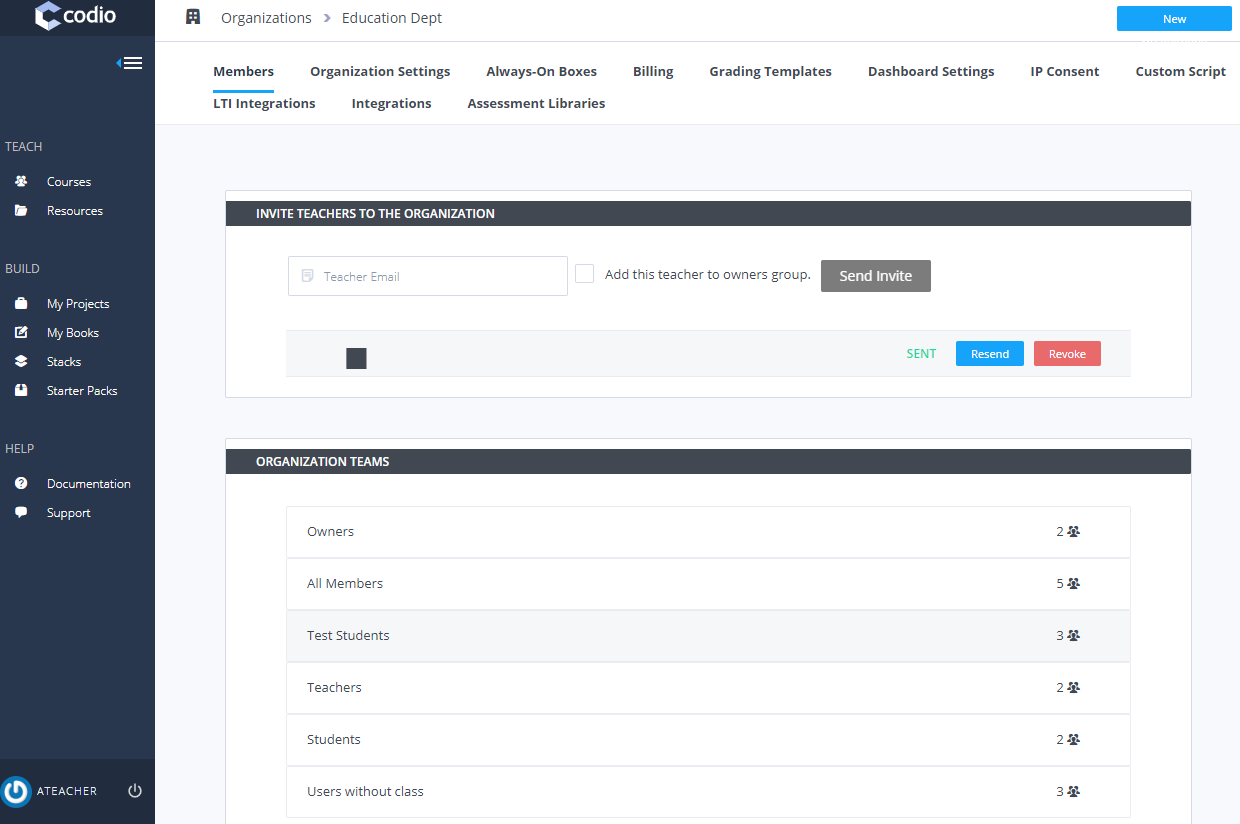 codio
Organizations
Education Dept
New
Members
Organization Settings
Always-On Boxes
Billing
Grading Templates
Dashboard Settings
IP Consent
Custom Script
LTI Integrations
Integrations
Assessment Libraries
TEACH
Courses
Resources
BUILD
My Projects
My Books
Stacks
Starter Packs
HELP
Documentation
Support
ATEACHER
INVITE TEACHERS TO THE ORGANIZATION
Teacher Email
Add this teacher to owners group.
Send Invite
SENT
Resend
Revoke
ORGANIZATION TEAMS
Owners 2
All Members 5
Test Students 3
Teachers 2
Students 2
Users without class 3